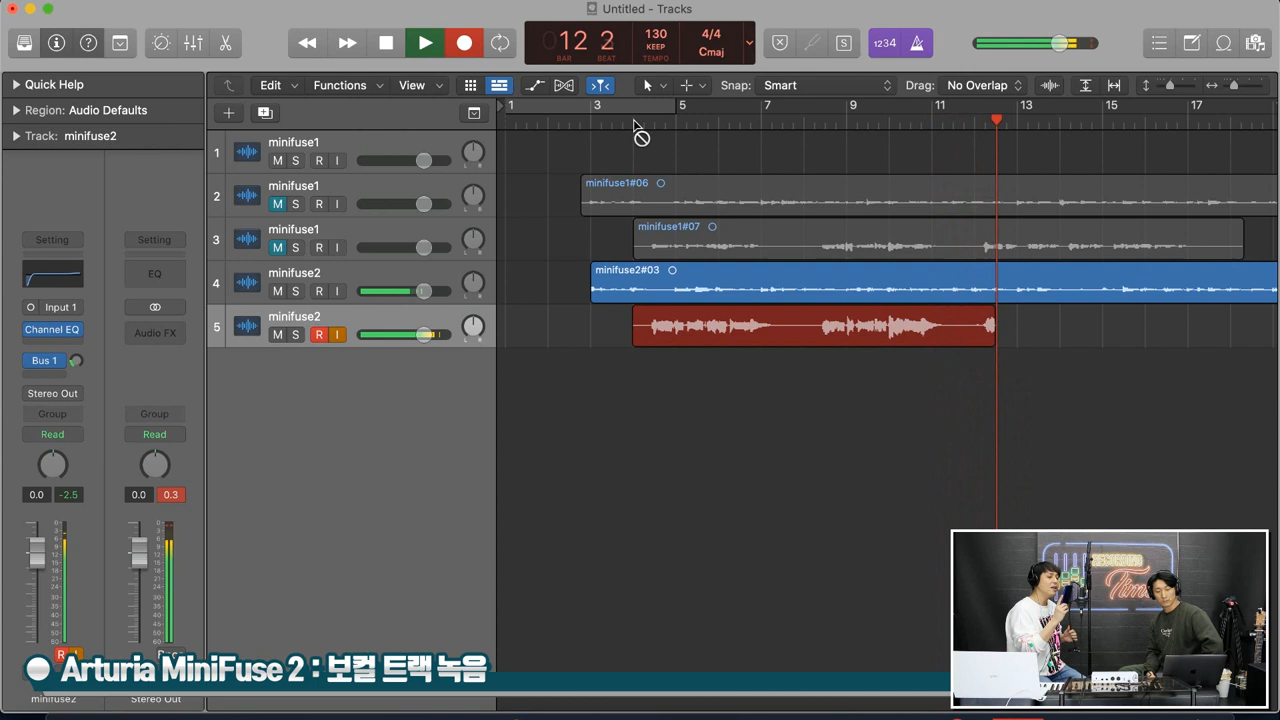 Untitled - Tracks
12 2
BAR BEAT
130
KEEP
TEMPO
4/4
Cmaj
1234
S
Quick Help
Region: Audio Defaults
Track: minifuse2
Edit
Functions
View
Snap: Smart
Drag: No Overlap
1 3 5 7 9 11 13 15 17
1 minifuse1
M S R I
L R
2 minifuse1
M S R I
L R
3 minifuse1
M S R I
L R
4 minifuse2
M S R I
L R
5 minifuse2
M S R I
L R
minifuse1#06
minifuse1#07
minifuse2#03
Setting Setting
EQ
Input 1
Channel EQ Audio FX
Bus 1
Stereo Out
Group Group
Read Read
0.0 -2.5 0.0 0.3
RECORDING
Time
Arturia MiniFuse 2 : 보컬 트랙 녹음
minifuse2 Stereo Out